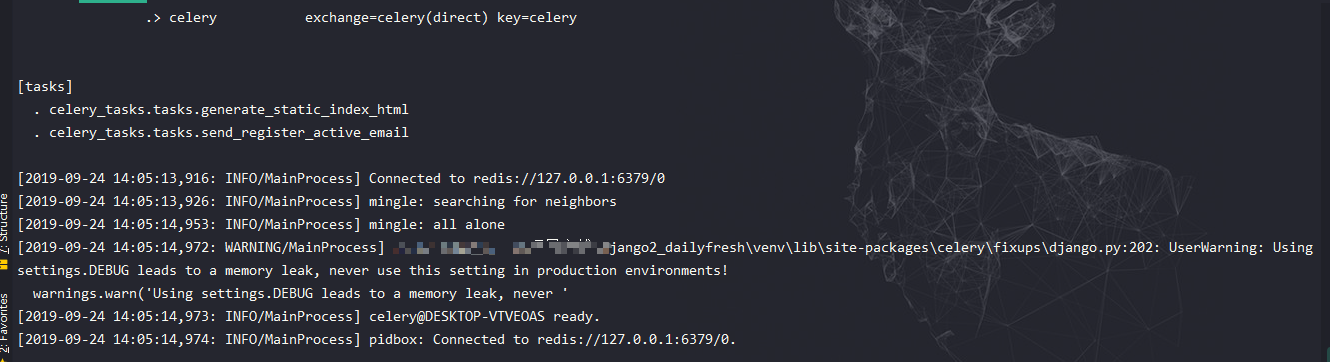 .> celery           exchange=celery(direct) key=celery
[tasks]
  . celery_tasks.tasks.generate_static_index_html
  . celery_tasks.tasks.send_register_active_email
[2019-09-24 14:05:13,916: INFO/MainProcess] Connected to redis://127.0.0.1:6379/0
[2019-09-24 14:05:13,926: INFO/MainProcess] mingle: searching for neighbors
[2019-09-24 14:05:14,953: INFO/MainProcess] mingle: all alone
[2019-09-24 14:05:14,972: WARNING/MainProcess] jango2_dailyfresh\venv\lib\site-packages\celery\fixups\django.py:202: UserWarning: Using
settings.DEBUG leads to a memory leak, never use this setting in production environments!
  warnings.warn('Using settings.DEBUG leads to a memory leak, never '
[2019-09-24 14:05:14,973: INFO/MainProcess] celery@DESKTOP-VTVEOAS ready.
[2019-09-24 14:05:14,974: INFO/MainProcess] pidbox: Connected to redis://127.0.0.1:6379/0.
Z: Structure
2: Favorites